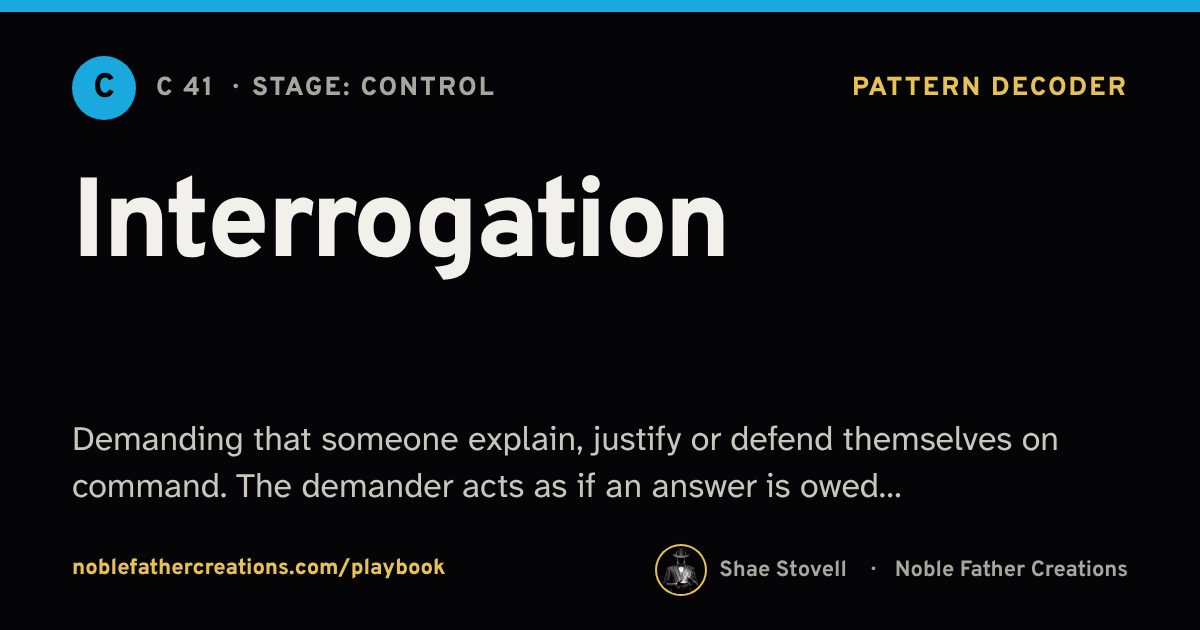 C
C 41 · STAGE: CONTROL
PATTERN DECODER
Interrogation
Demanding that someone explain, justify or defend themselves on
command. The demander acts as if an answer is owed...
noblefathercreations.com/playbook
Shae Stovell · Noble Father Creations